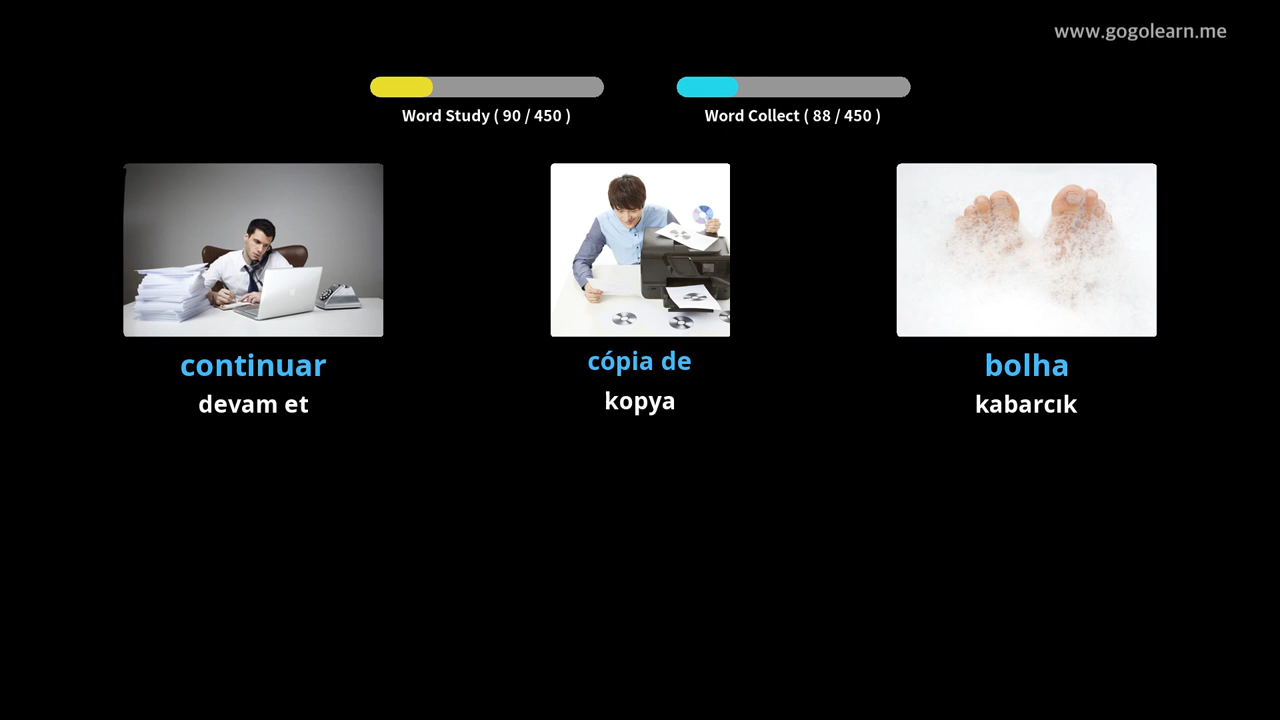 www.gogolearn.me
Word Study ( 90 / 450 )
Word Collect ( 88 / 450 )
continuar
devam et
cópia de
kopya
bolha
kabarcık